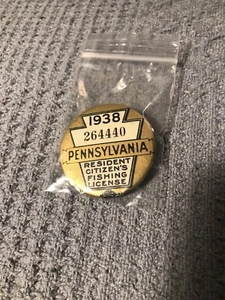 1938
264440
PENNSYLVANIA
RESIDENT
CITIZEN'S
FISHING
LICENSE